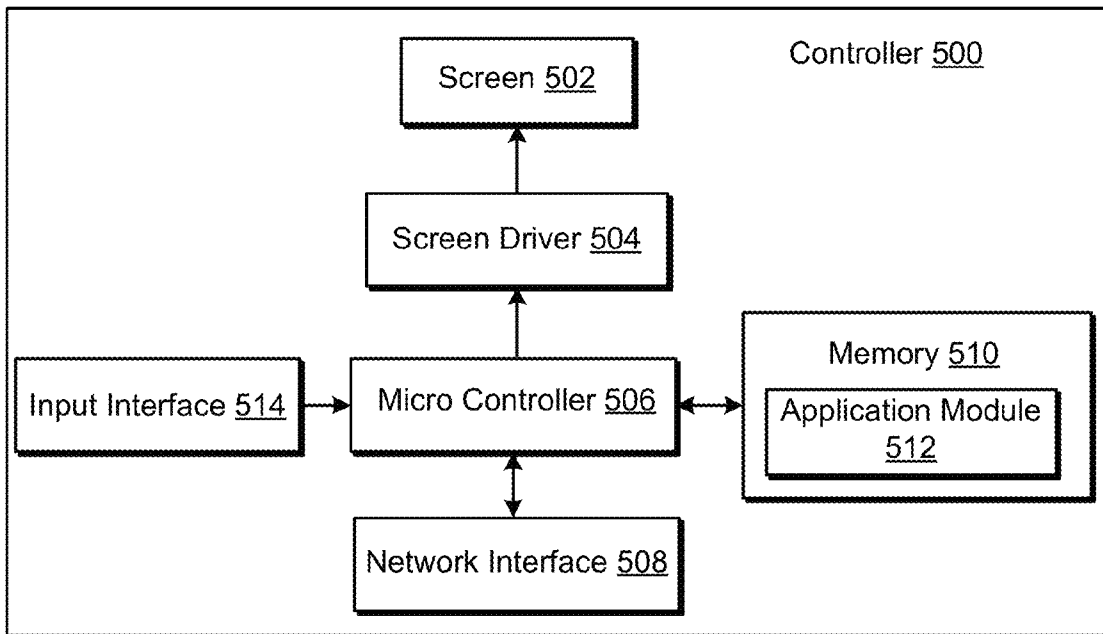 Controller 500
Screen 502
Screen Driver 504
Memory 510
Input Interface 514
Micro Controller 506
Application Module
512
Network Interface 508